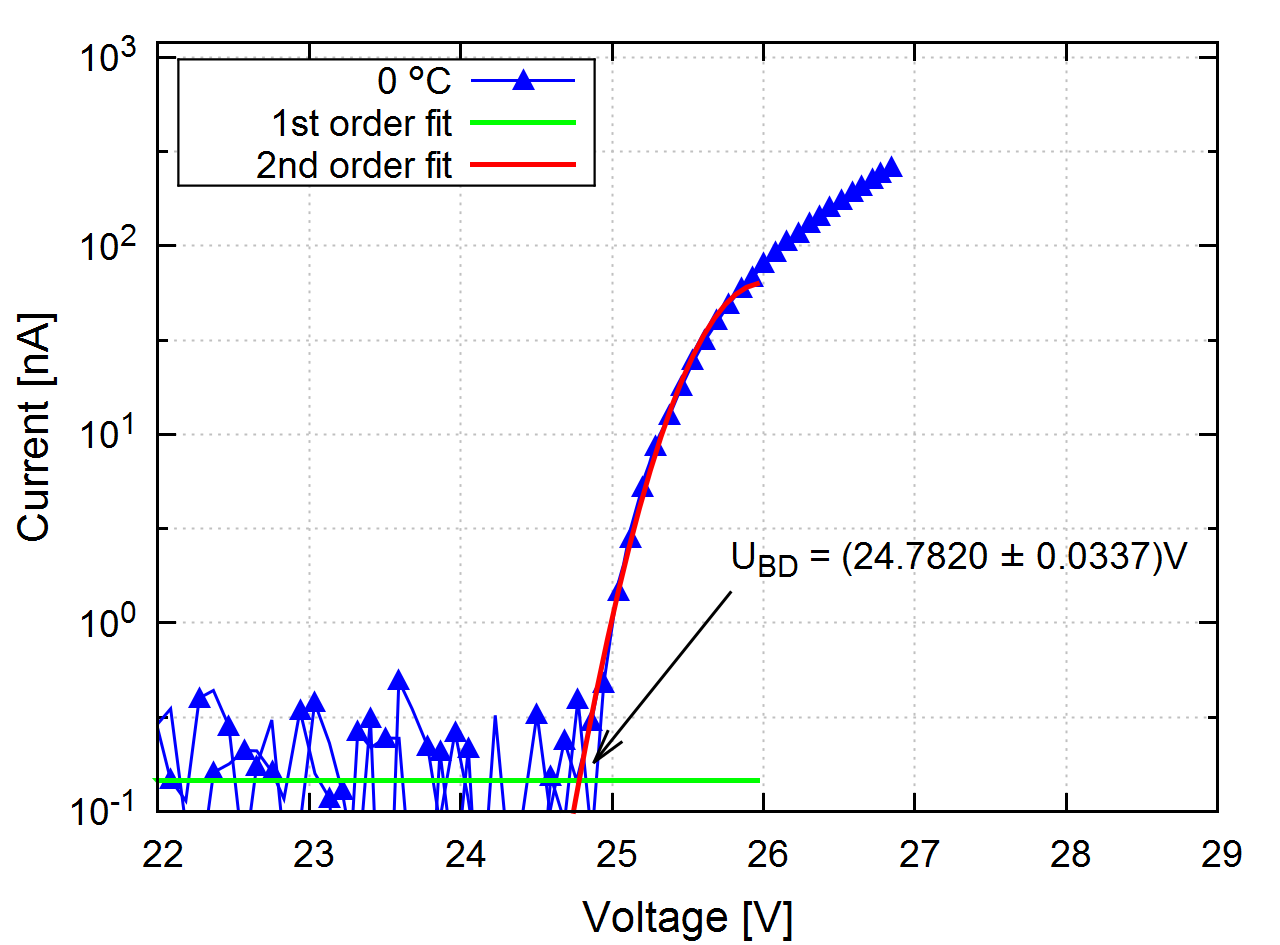 10³
0 °C
1st order fit
2nd order fit
10²
Current [nA]
10¹
U_BD = (24.7820 ± 0.0337)V
10⁰
10⁻¹
22 23 24 25 26 27 28 29
Voltage [V]